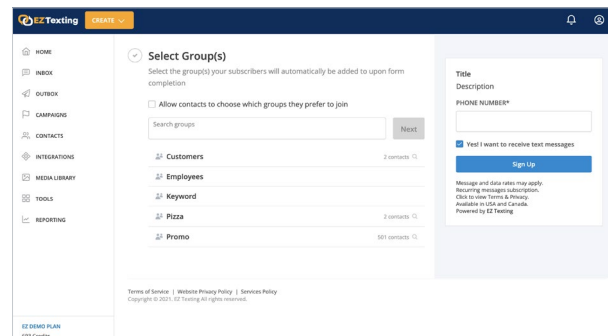 EZ Texting
CREATE
HOME
INBOX
OUTBOX
CAMPAIGNS
CONTACTS
INTEGRATIONS
MEDIA LIBRARY
TOOLS
REPORTING
EZ DEMO PLAN
Select Group(s)
Select the group(s) your subscribers will automatically be added to upon form
completion
Allow contacts to choose which groups they prefer to join
Search groups
Next
Customers 2 contacts
Employees
Keyword
Pizza 2 contacts
Promo 501 contacts
Terms of Service | Website Privacy Policy | Services Policy
Copyright © 2021. EZ Texting All rights reserved.
Title
Description
PHONE NUMBER*
Yes! I want to receive text messages
Sign Up
Message and data rates may apply.
Recurring messages subscription.
Click to view Terms & Privacy.
Available in USA and Canada.
Powered by EZ Texting